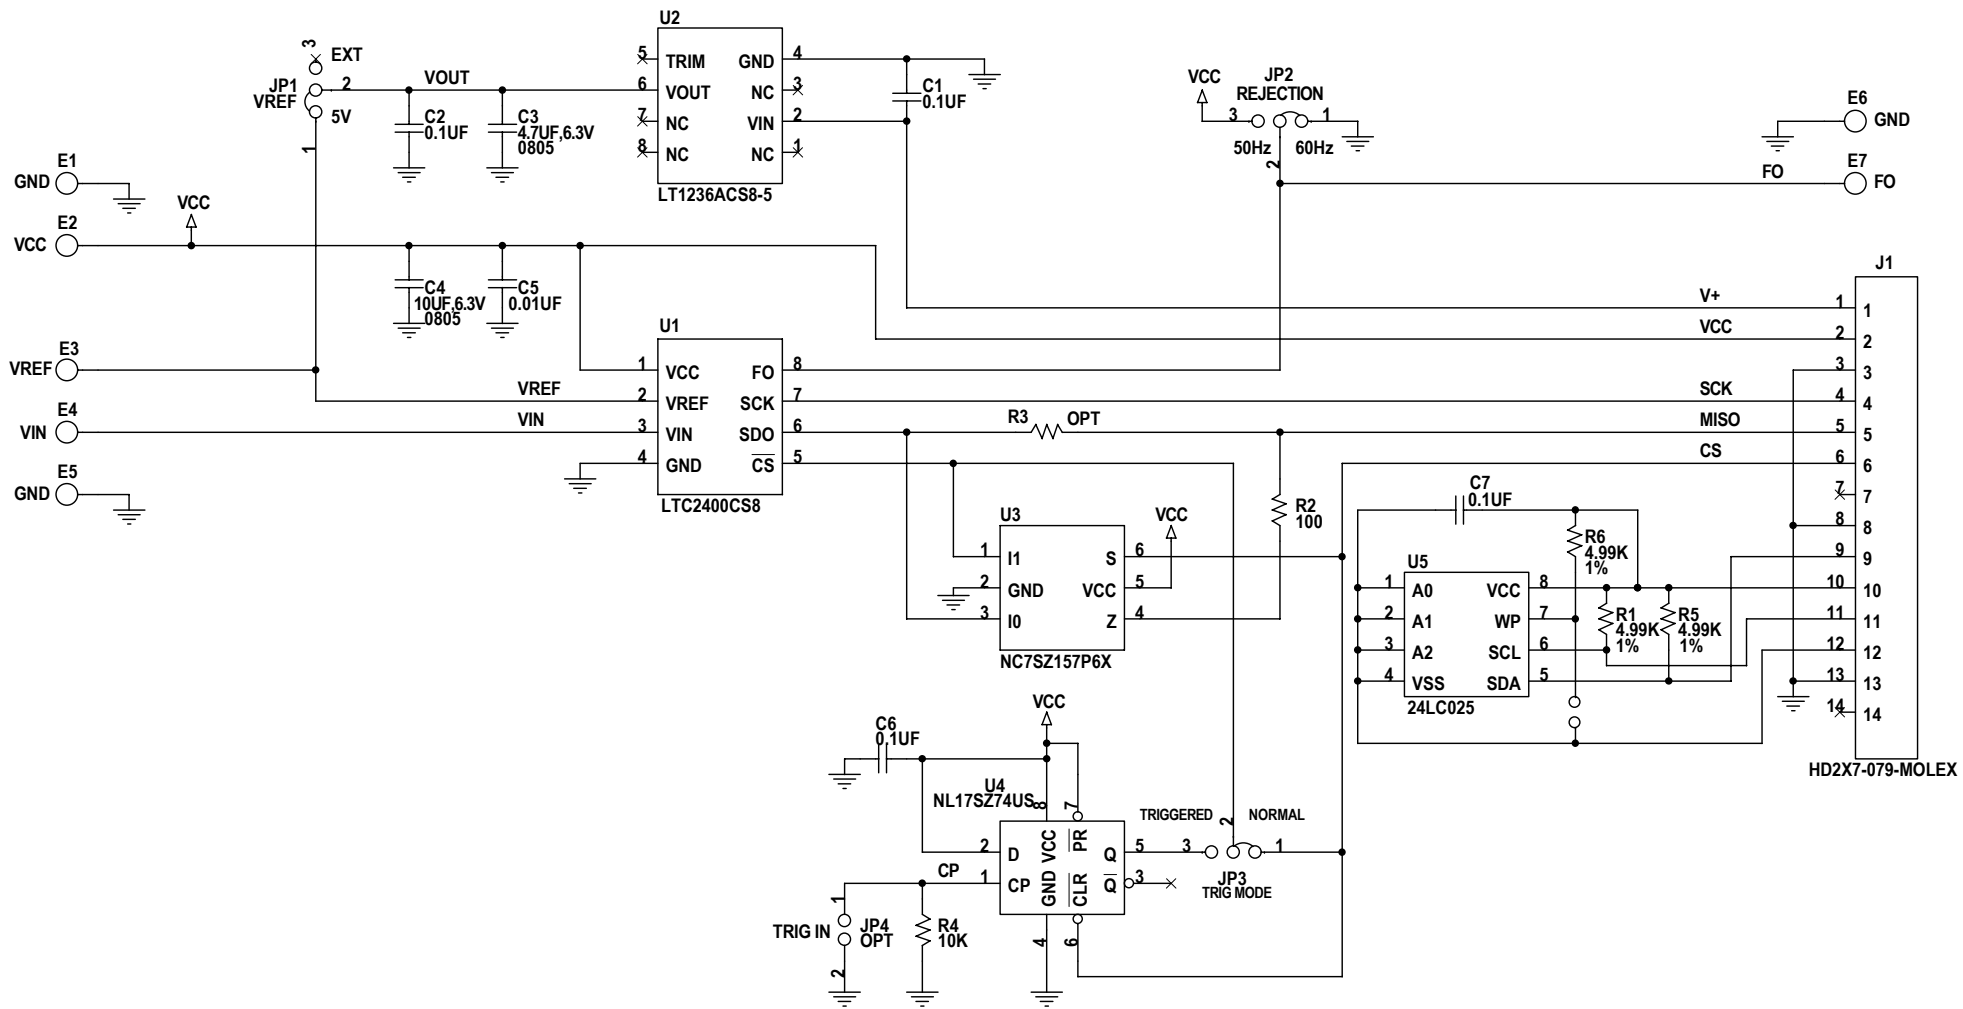 U2
3
EXT
JP1
VREF
2
5V
1
VOUT
C2
0.1UF
C3
4.7UF,6.3V
0805
5
TRIM
GND
4
6
VOUT
NC
3
7
NC
VIN
2
8
NC
NC
1
LT1236ACS8-5
C1
0.1UF
VCC
JP2
REJECTION
3
1
50Hz
60Hz
2
E6
GND
E7
FO
FO
E1
GND
E2
VCC
VCC
C4
10UF,6.3V
0805
C5
0.01UF
E3
VREF
E4
VIN
E5
GND
VREF
VIN
U1
1
VCC
FO
8
2
VREF
SCK
7
3
VIN
SDO
6
4
GND
CS
5
LTC2400CS8
R3
OPT
R2
100
U3
VCC
1
I1
S
6
2
GND
VCC
5
3
I0
Z
4
NC7SZ157P6X
V+
VCC
SCK
MISO
CS
J1
1
1
2
2
3
3
4
4
5
5
6
6
7
7
8
8
9
9
10
10
11
11
12
12
13
13
14
14
HD2X7-079-MOLEX
C7
0.1UF
R6
4.99K
1%
U5
1
A0
VCC
8
2
A1
WP
7
3
A2
SCL
6
4
VSS
SDA
5
24LC025
R1
4.99K
1%
R5
4.99K
1%
VCC
C6
0.1UF
U4
NL17SZ74US
8
7
2
D
VCC
PR
Q
5
CP
1
CP
GND
CLR
Q
3
4
6
TRIGGERED
2
NORMAL
3
1
JP3
TRIG MODE
1
TRIG IN
JP4
OPT
2
R4
10K